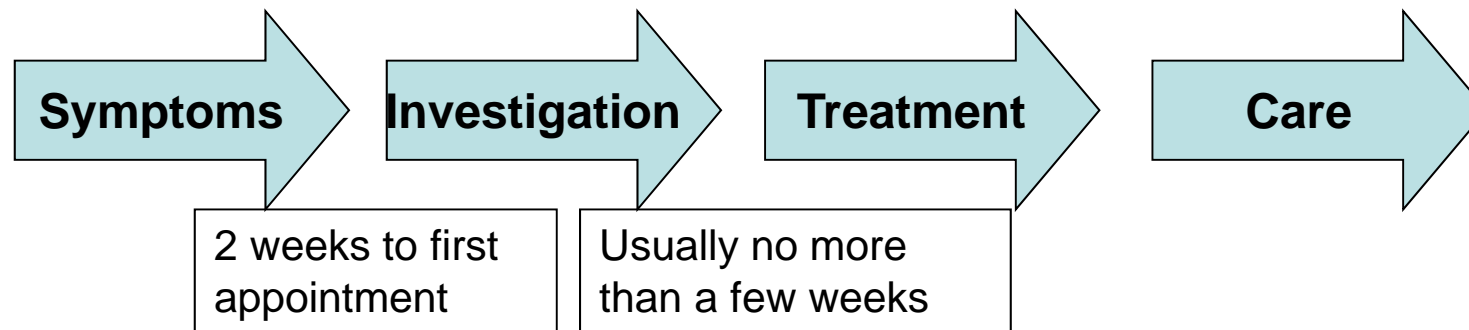 Symptoms
Investigation
Treatment
Care
2 weeks to first
appointment
Usually no more
than a few weeks